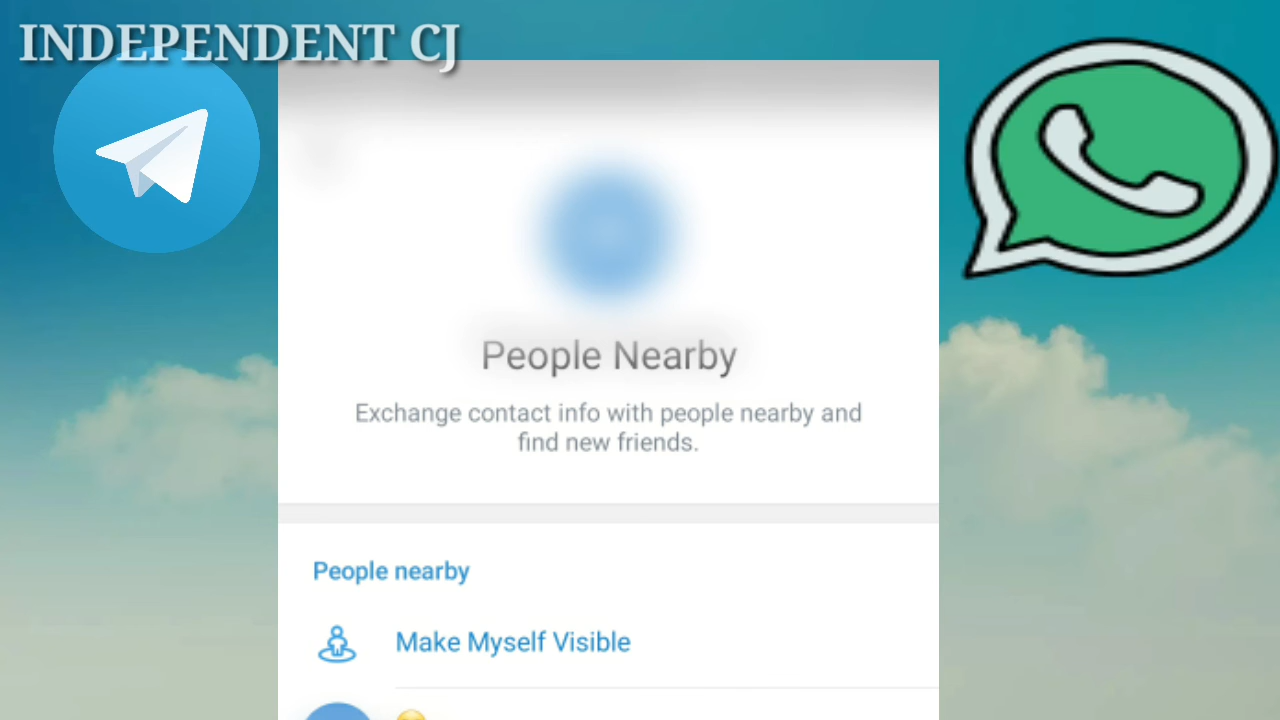 INDEPENDENT CJ
People Nearby
Exchange contact info with people nearby and
find new friends.
People nearby
Make Myself Visible